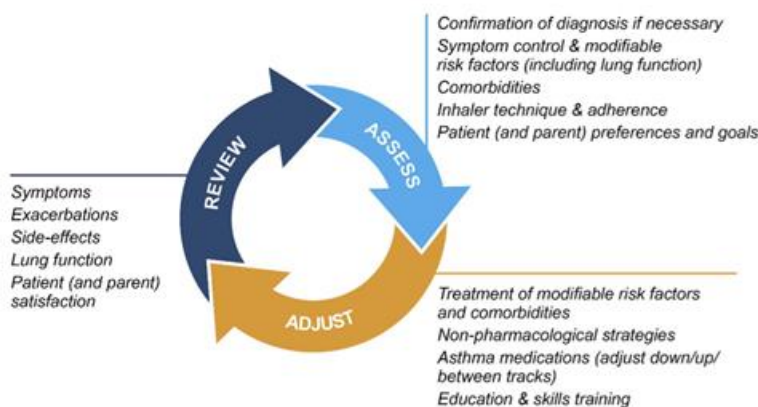 Confirmation of diagnosis if necessary
Symptom control & modifiable
risk factors (including lung function)
Comorbidities
Inhaler technique & adherence
Patient (and parent) preferences and goals
ASSESS
REVIEW
Symptoms
Exacerbations
Side-effects
Lung function
Patient (and parent)
satisfaction
ADJUST
Treatment of modifiable risk factors
and comorbidities
Non-pharmacological strategies
Asthma medications (adjust down/up/
between tracks)
Education & skills training